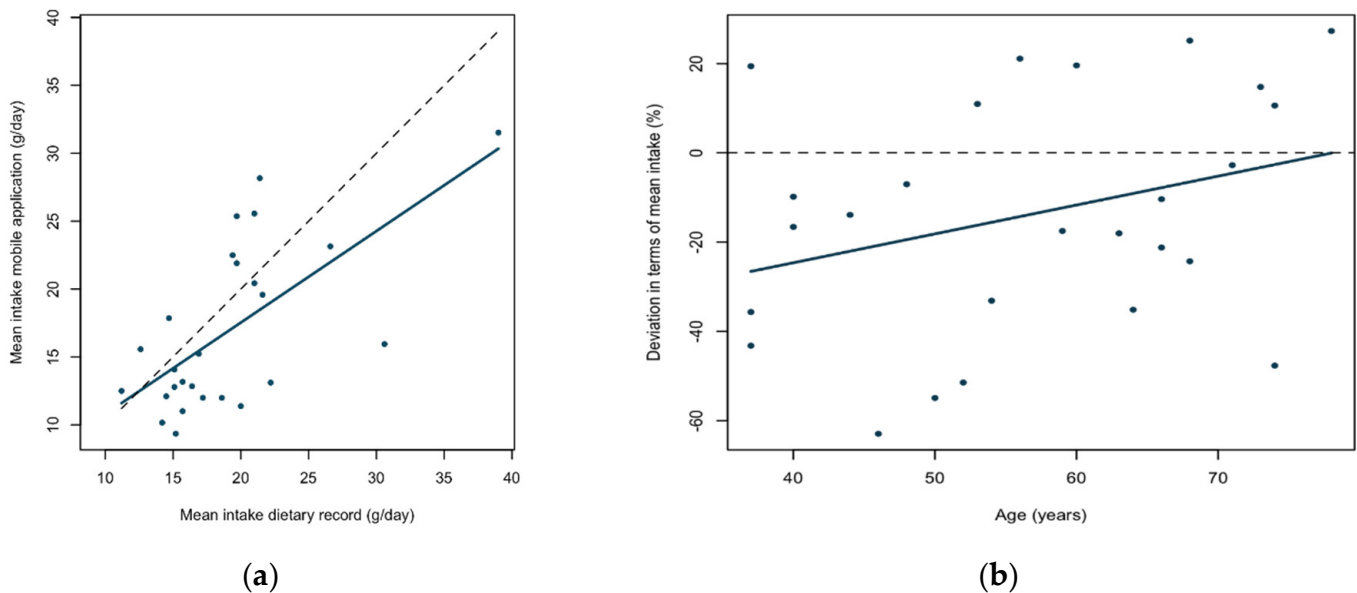 40
35
30
25
20
15
10
Mean intake mobile application (g/day)
10 15 20 25 30 35 40
Mean intake dietary record (g/day)
(a)
20
0
-20
-40
-60
Deviation in terms of mean intake (%)
40 50 60 70
Age (years)
(b)